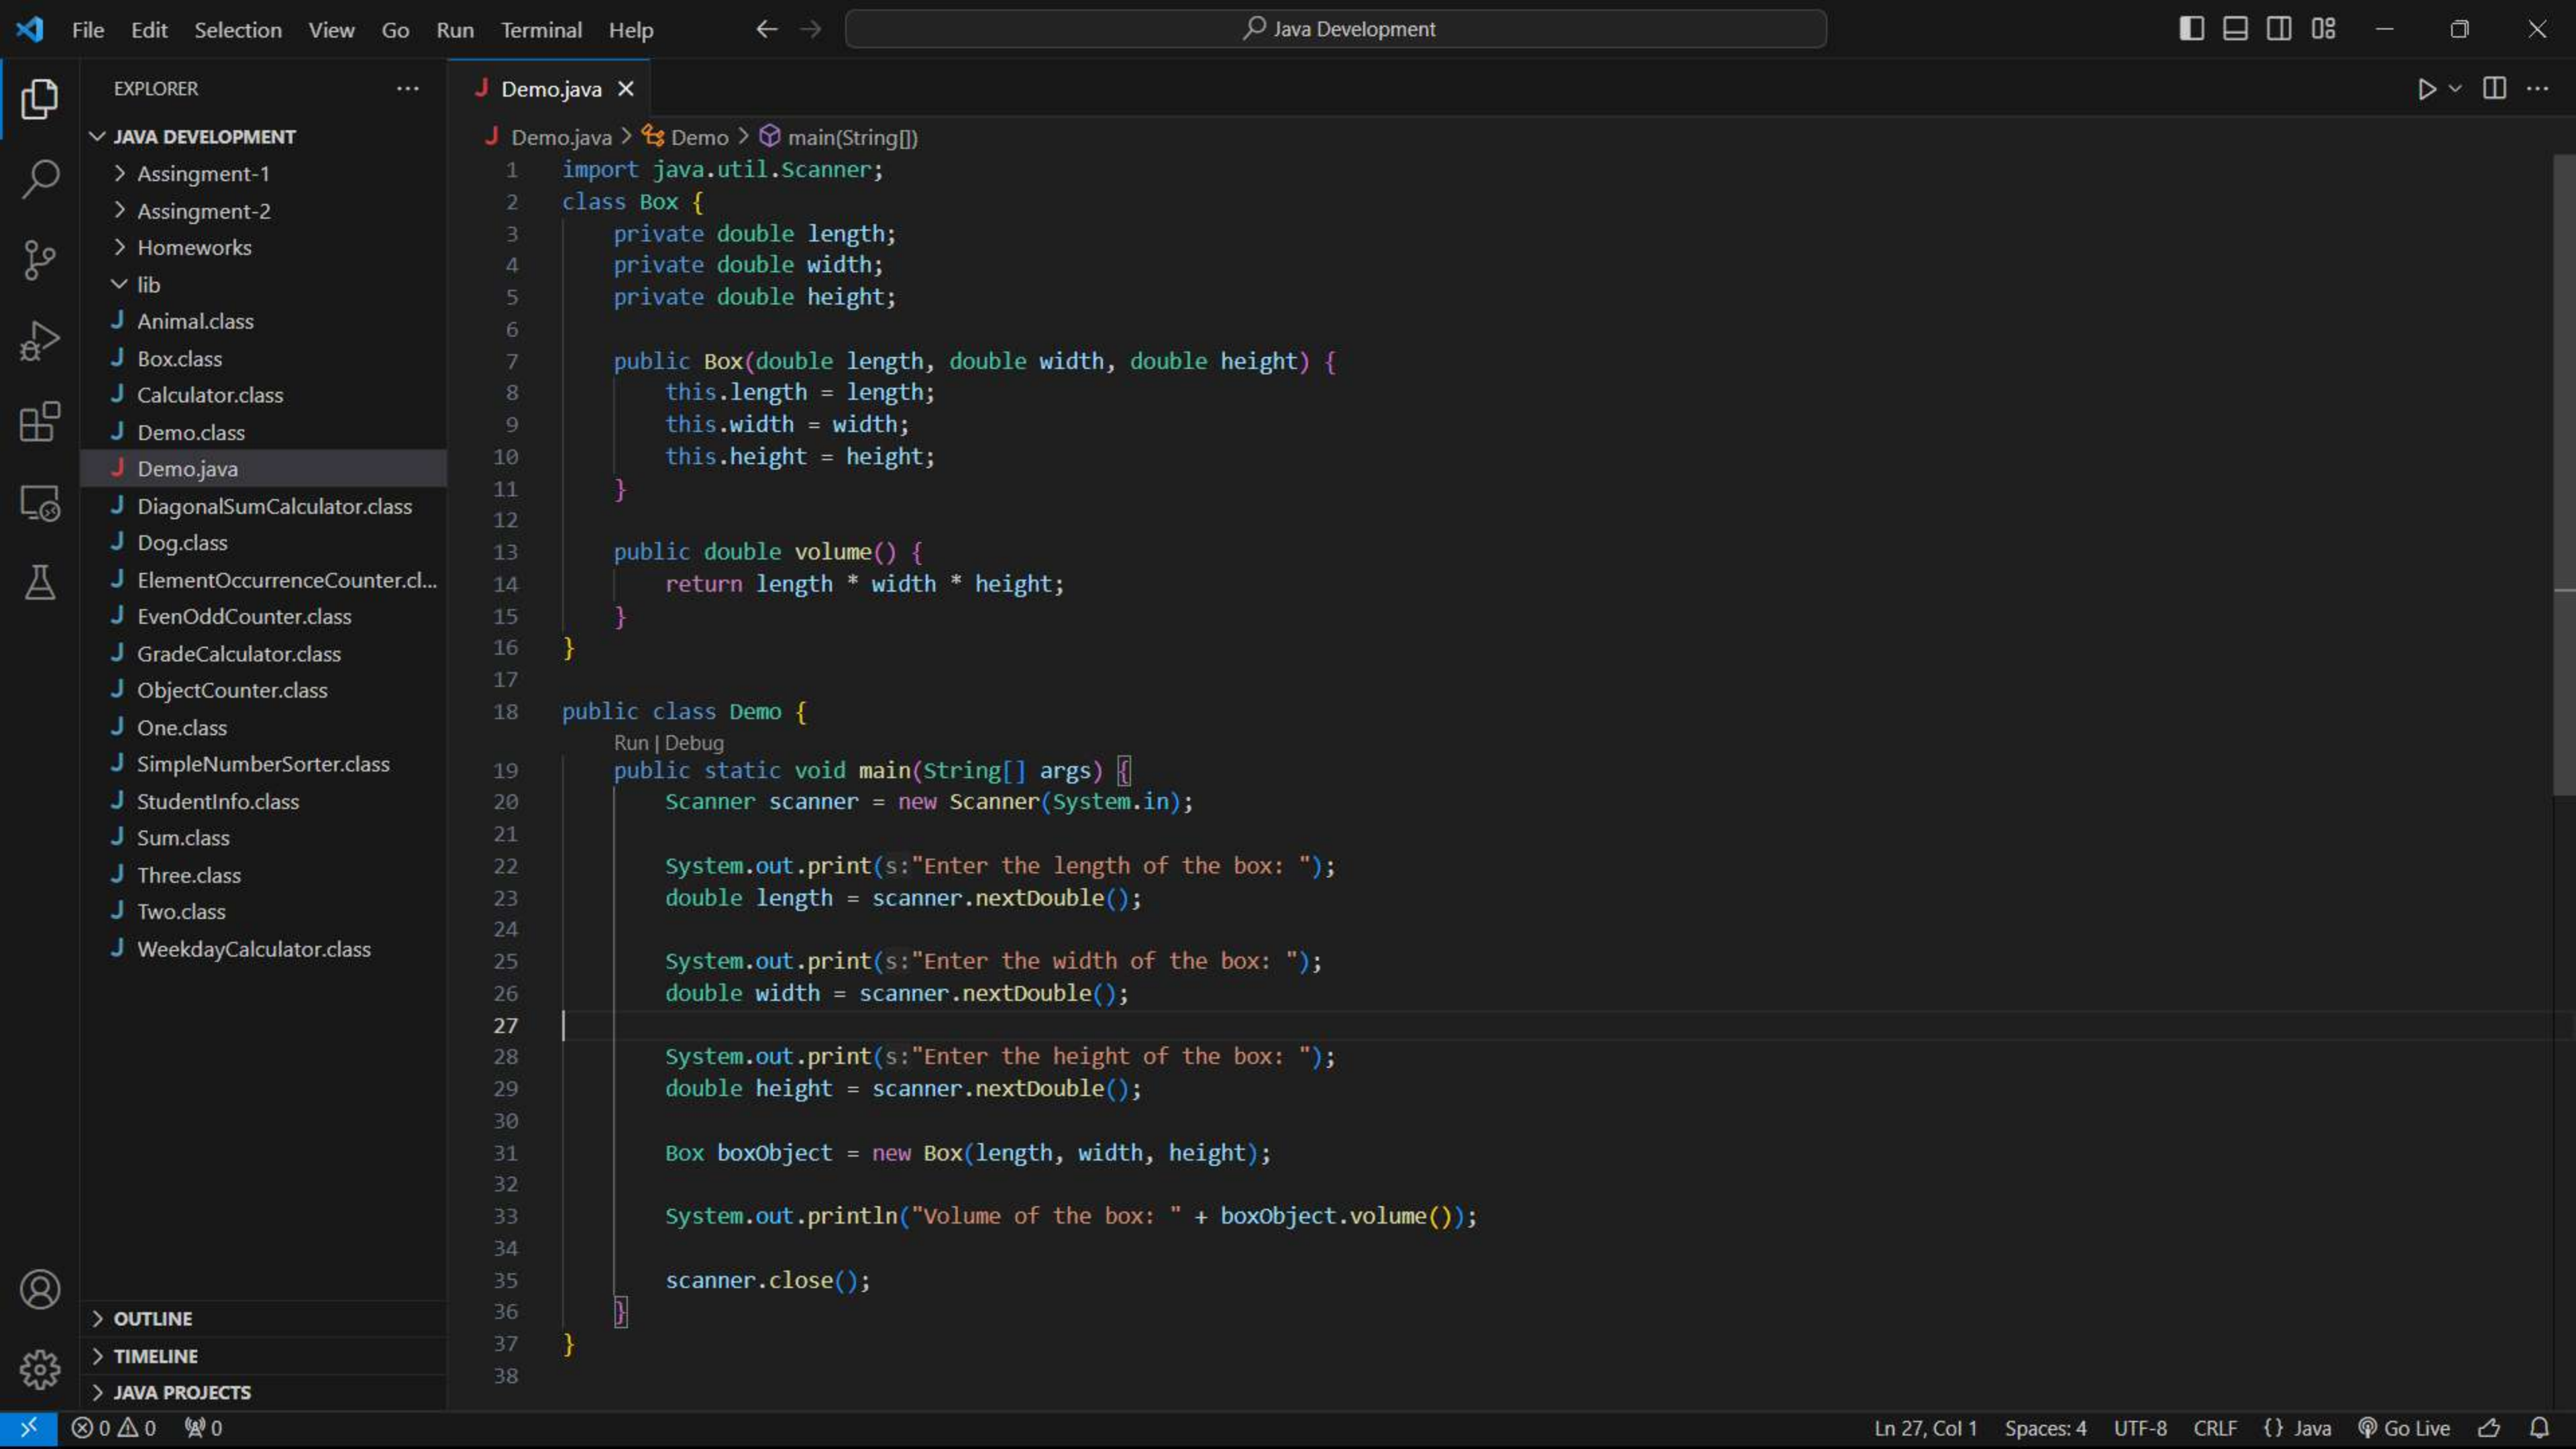 File Edit Selection View Go Run Terminal Help
Java Development
EXPLORER
JAVA DEVELOPMENT
Assingment-1
Assingment-2
Homeworks
lib
J Animal.class
J Box.class
J Calculator.class
J Demo.class
J Demo.java
J DiagonalSumCalculator.class
J Dog.class
J ElementOccurrenceCounter.cl...
J EvenOddCounter.class
J GradeCalculator.class
J ObjectCounter.class
J One.class
J SimpleNumberSorter.class
J StudentInfo.class
J Sum.class
J Three.class
J Two.class
J WeekdayCalculator.class
OUTLINE
TIMELINE
JAVA PROJECTS
J Demo.java
J Demo.java > Demo > main(String[])
1 import java.util.Scanner;
2 class Box {
3 private double length;
4 private double width;
5 private double height;
6
7 public Box(double length, double width, double height) {
8 this.length = length;
9 this.width = width;
10 this.height = height;
11 }
12
13 public double volume() {
14 return length * width * height;
15 }
16 }
17
18 public class Demo {
Run | Debug
19 public static void main(String[] args) {
20 Scanner scanner = new Scanner(System.in);
21
22 System.out.print(s:"Enter the length of the box: ");
23 double length = scanner.nextDouble();
24
25 System.out.print(s:"Enter the width of the box: ");
26 double width = scanner.nextDouble();
27
28 System.out.print(s:"Enter the height of the box: ");
29 double height = scanner.nextDouble();
30
31 Box boxObject = new Box(length, width, height);
32
33 System.out.println("Volume of the box: " + boxObject.volume());
34
35 scanner.close();
36 }
37 }
38
0 0 0
Ln 27, Col 1 Spaces: 4 UTF-8 CRLF {} Java Go Live